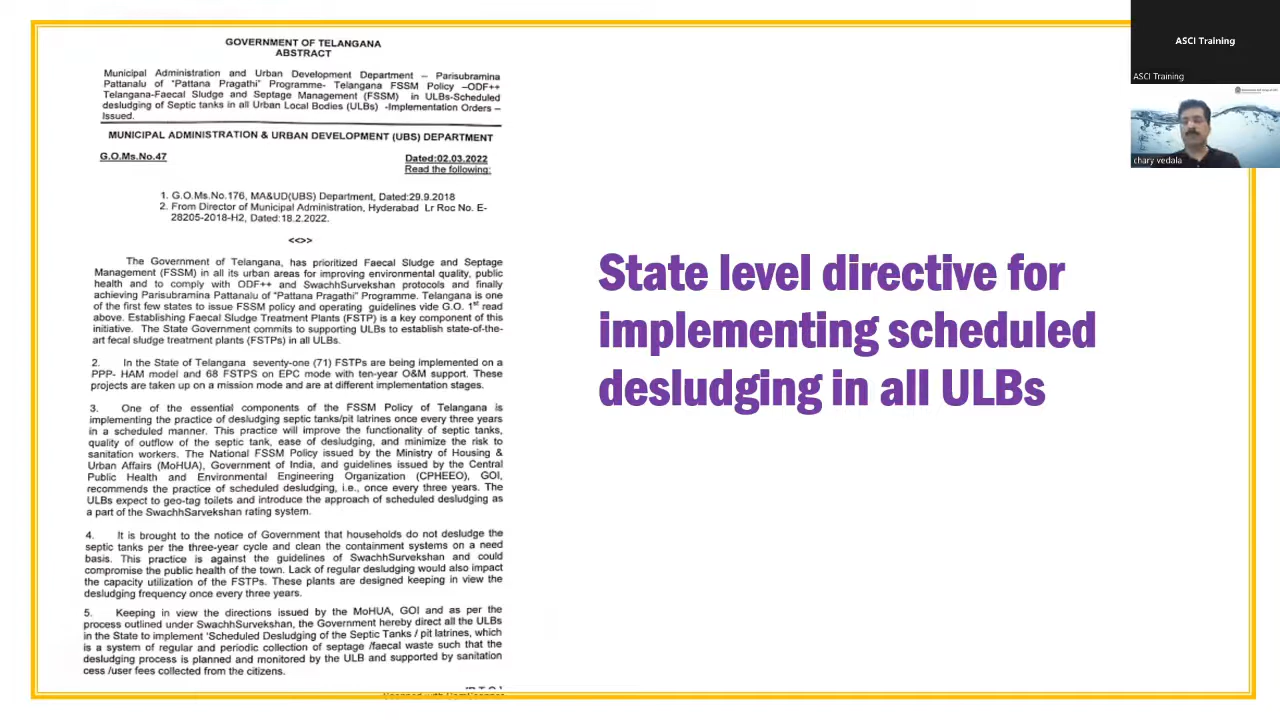 GOVERNMENT OF TELANGANA
ABSTRACT
Municipal Administration and Urban Development Department – Parisubramina
Pattanalu of "Pattana Pragathi" Programme- Telangana FSSM Policy –ODF++
Telangana-Faecal Sludge and Septage Management (FSSM) in ULBs-Scheduled
desludging of Septic tanks in all Urban Local Bodies (ULBs) -Implementation Orders –
Issued.
MUNICIPAL ADMINISTRATION & URBAN DEVELOPMENT (UBS) DEPARTMENT
G.O.Ms.No.47
Dated:02.03.2022
Read the following:
1. G.O.Ms.No.176, MA&UD(UBS) Department, Dated:29.9.2018
2. From Director of Municipal Administration, Hyderabad Lr Roc No. E-
28205-2018-H2, Dated:18.2.2022.
<<>>
The Government of Telangana, has prioritized Faecal Sludge and Septage
Management (FSSM) in all its urban areas for improving environmental quality, public
health and to comply with ODF++ and SwachhSurvekshan protocols and finally
achieving Parisubramina Pattanalu of "Pattana Pragathi" Programme. Telangana is one
of the first few states to issue FSSM policy and operating guidelines vide G.O. 1st read
above. Establishing Faecal Sludge Treatment Plants (FSTP) is a key component of this
initiative. The State Government commits to supporting ULBs to establish state-of-the-
art fecal sludge treatment plants (FSTPs) in all ULBs.
2. In the State of Telangana seventy-one (71) FSTPs are being implemented on a
PPP- HAM model and 68 FSTPS on EPC mode with ten-year O&M support. These
projects are taken up on a mission mode and are at different implementation stages.
3. One of the essential components of the FSSM Policy of Telangana is
implementing the practice of desludging septic tanks/pit latrines once every three years
in a scheduled manner. This practice will improve the functionality of septic tanks,
quality of outflow of the septic tank, ease of desludging, and minimize the risk to
sanitation workers. The National FSSM Policy issued by the Ministry of Housing &
Urban Affairs (MoHUA), Government of India, and guidelines issued by the Central
Public Health and Environmental Engineering Organization (CPHEEO), GOI,
recommends the practice of scheduled desludging, i.e., once every three years. The
ULBs expect to geo-tag toilets and introduce the approach of scheduled desludging as
a part of the SwachhSarvekshan rating system.
4. It is brought to the notice of Government that households do not desludge the
septic tanks per the three-year cycle and clean the containment systems on a need
basis. This practice is against the guidelines of SwachhSurvekshan and could
compromise the public health of the town. Lack of regular desludging would also impact
the capacity utilization of the FSTPs. These plants are designed keeping in view the
desludging frequency once every three years.
5. Keeping in view the directions issued by the MoHUA, GOI and as per the
process outlined under SwachhSurvekshan, the Government hereby direct all the ULBs
in the State to implement 'Scheduled Desludging of the Septic Tanks / pit latrines, which
is a system of regular and periodic collection of septage /faecal waste such that the
desludging process is planned and monitored by the ULB and supported by sanitation
cess /user fees collected from the citizens.
State level directive for
implementing scheduled
desludging in all ULBs
ASCI Training
ASCI Training
chary vedala